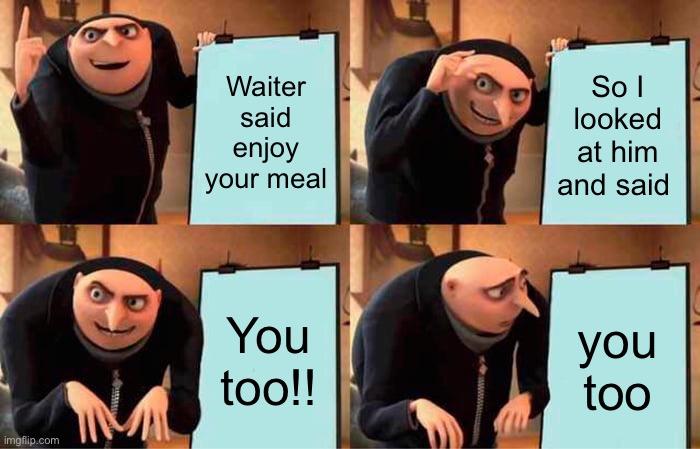 Waiter
said
enjoy
your meal
So I
looked
at him
and said
You
too!!
you
too
imgflip.com